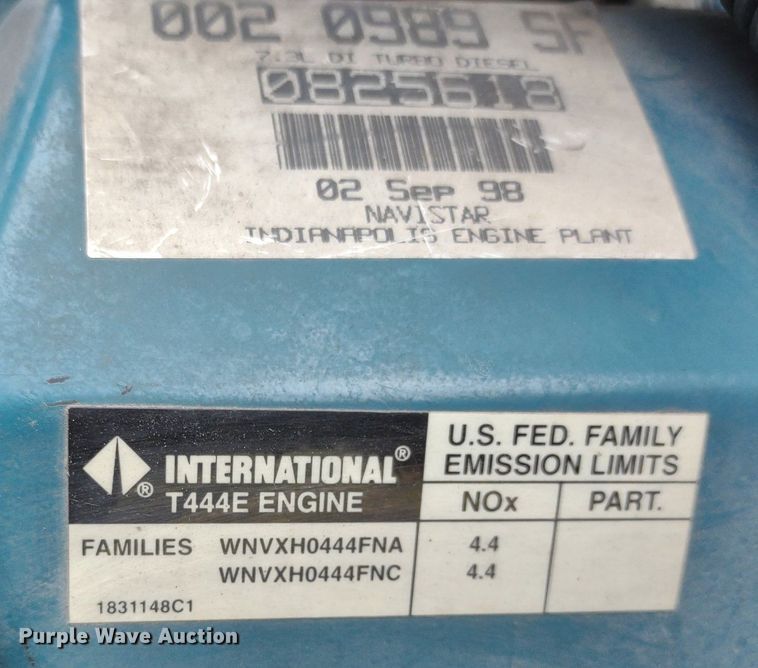 002 0989 SF
7.3L DI TURBO DIESEL
0825618
02 Sep 98
NAVISTAR
INDIANAPOLIS ENGINE PLANT
INTERNATIONAL®
®
T444E ENGINE
U.S. FED. FAMILY
EMISSION LIMITS
NOx PART.
FAMILIES WNVXH0444FNA 4.4
WNVXH0444FNC 4.4
1831148C1
Purple Wave Auction